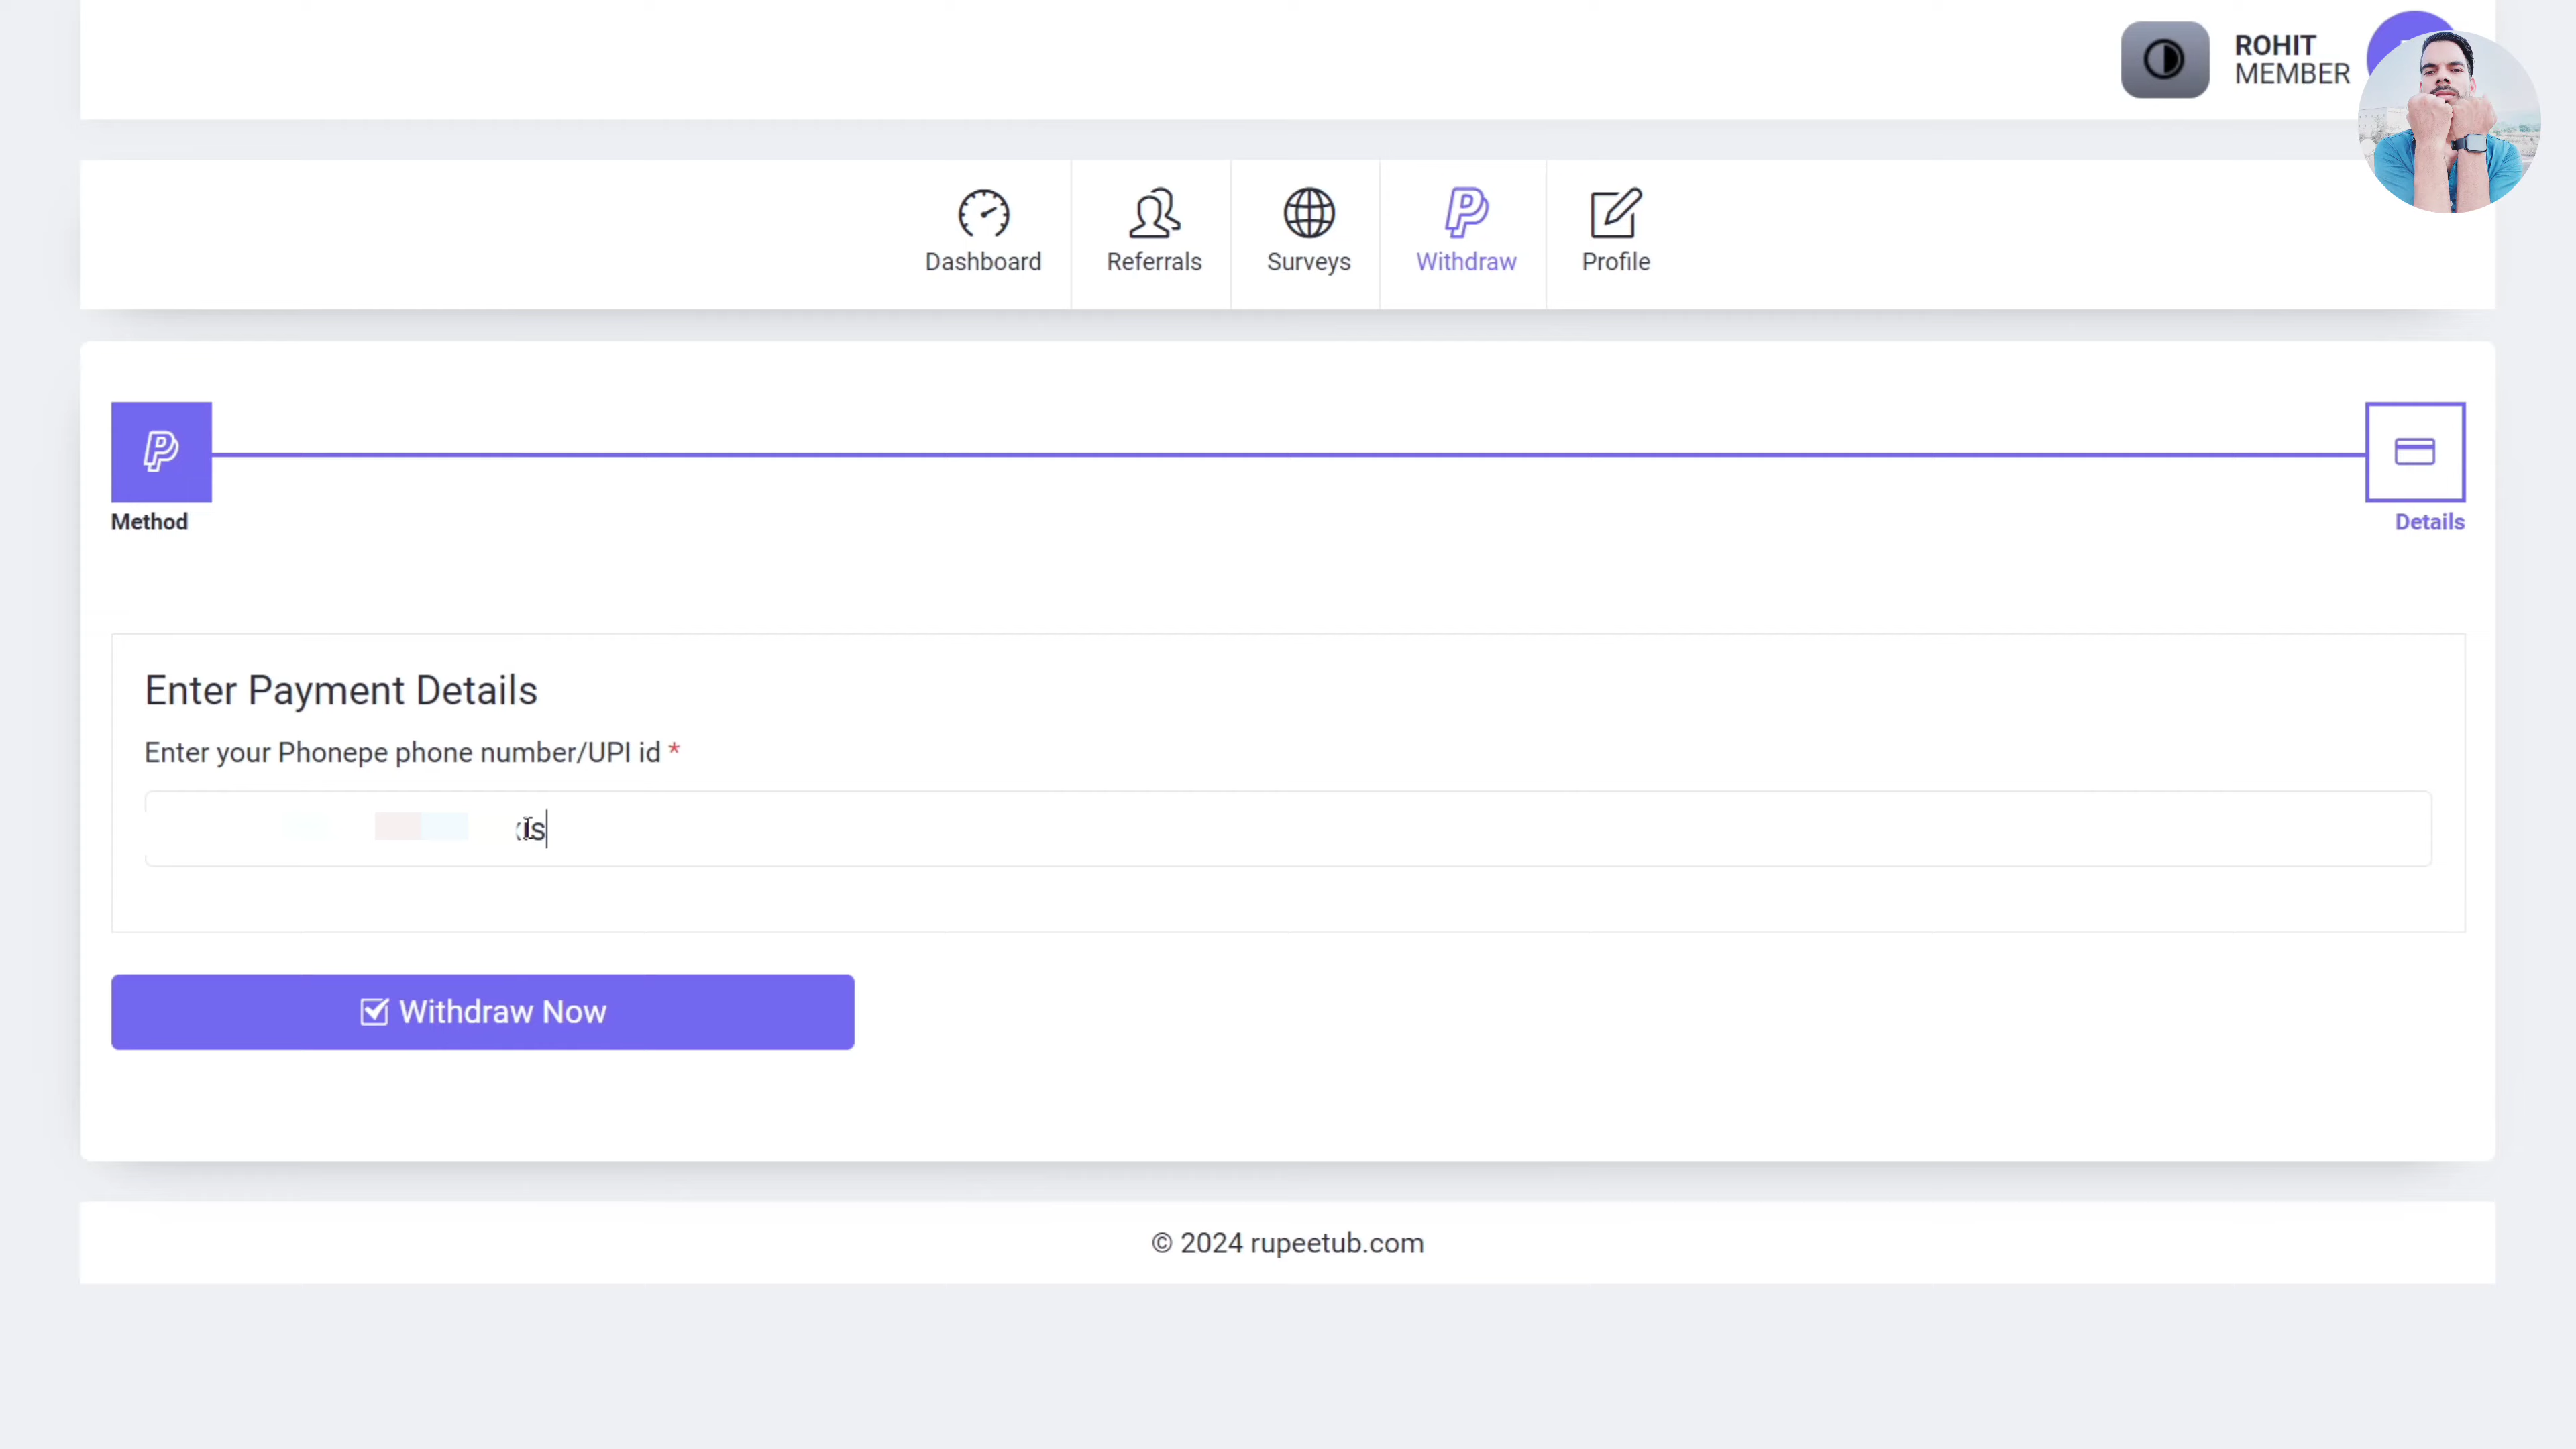 ROHIT
MEMBER
Dashboard
Referrals
Surveys
Withdraw
Profile
Method
Details
Enter Payment Details
Enter your Phonepe phone number/UPI id *
Withdraw Now
© 2024 rupeetub.com